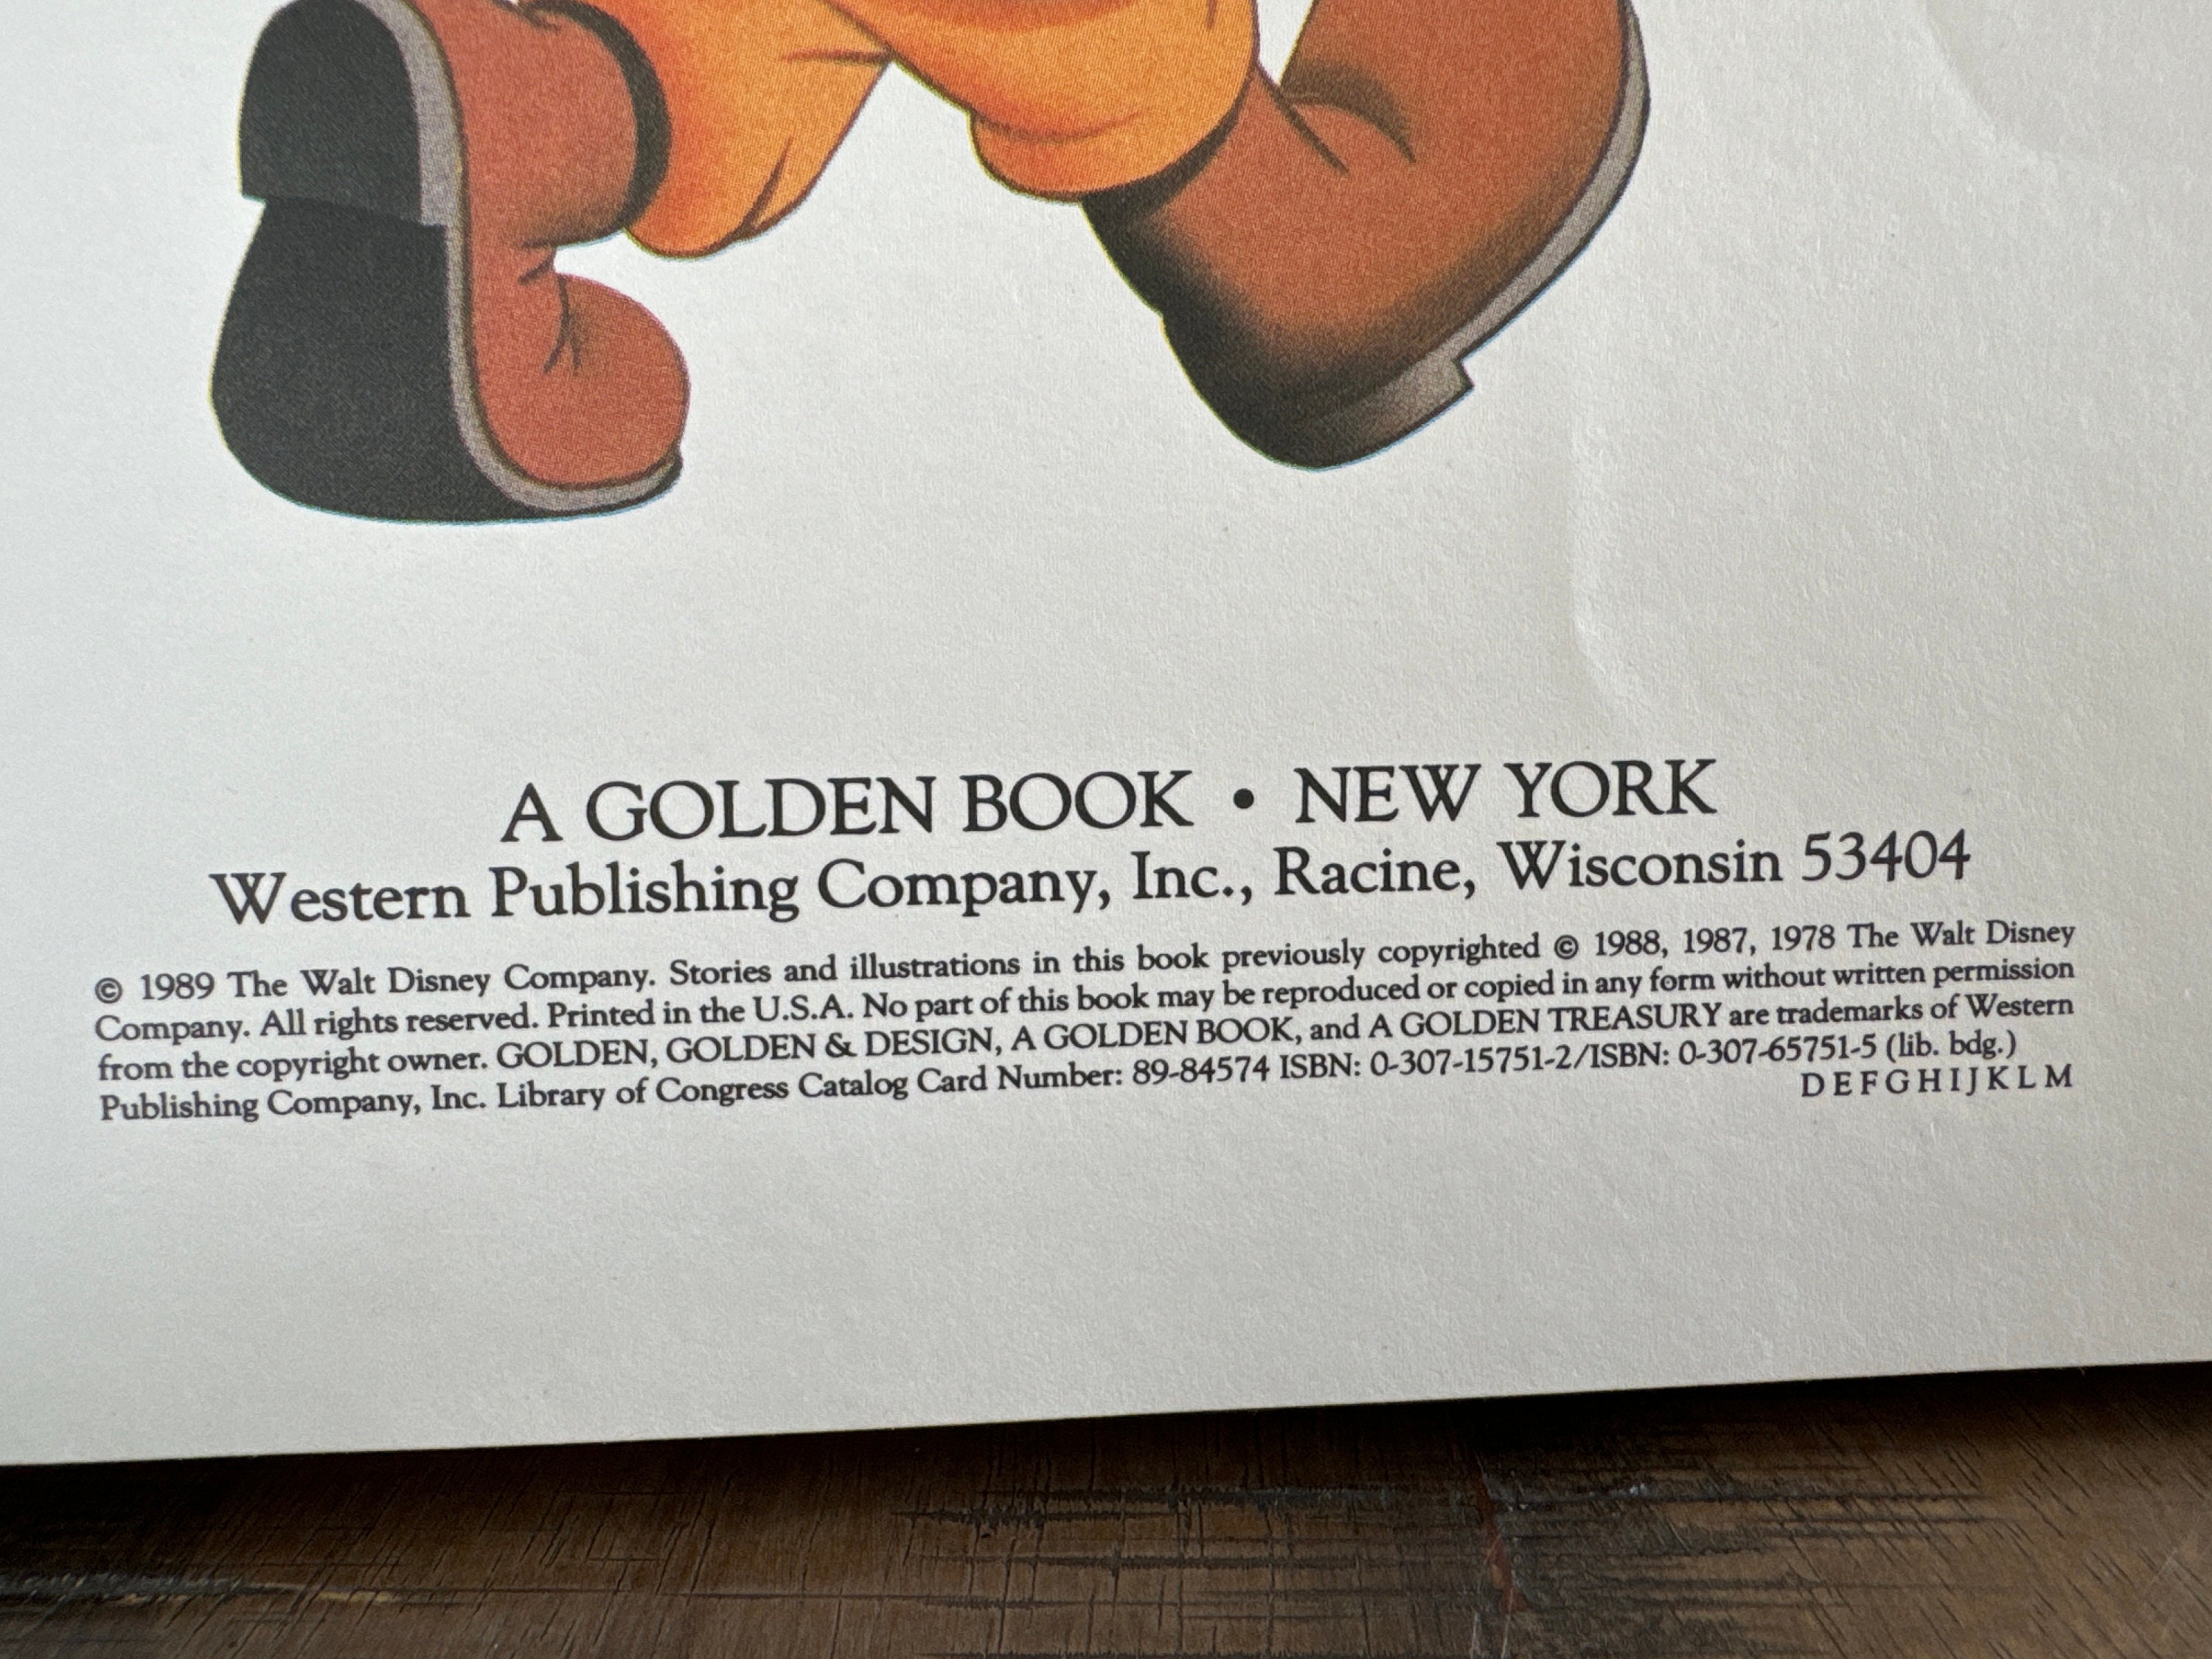 A GOLDEN BOOK • NEW YORK
Western Publishing Company, Inc., Racine, Wisconsin 53404
© 1989 The Walt Disney Company. Stories and illustrations in this book previously copyrighted © 1988, 1987, 1978 The Walt Disney
Company. All rights reserved. Printed in the U.S.A. No part of this book may be reproduced or copied in any form without written permission
from the copyright owner. GOLDEN, GOLDEN & DESIGN, A GOLDEN BOOK, and A GOLDEN TREASURY are trademarks of Western
Publishing Company, Inc. Library of Congress Catalog Card Number: 89-84574 ISBN: 0-307-15751-2/ISBN: 0-307-65751-5 (lib. bdg.)
D E F G H I J K L M